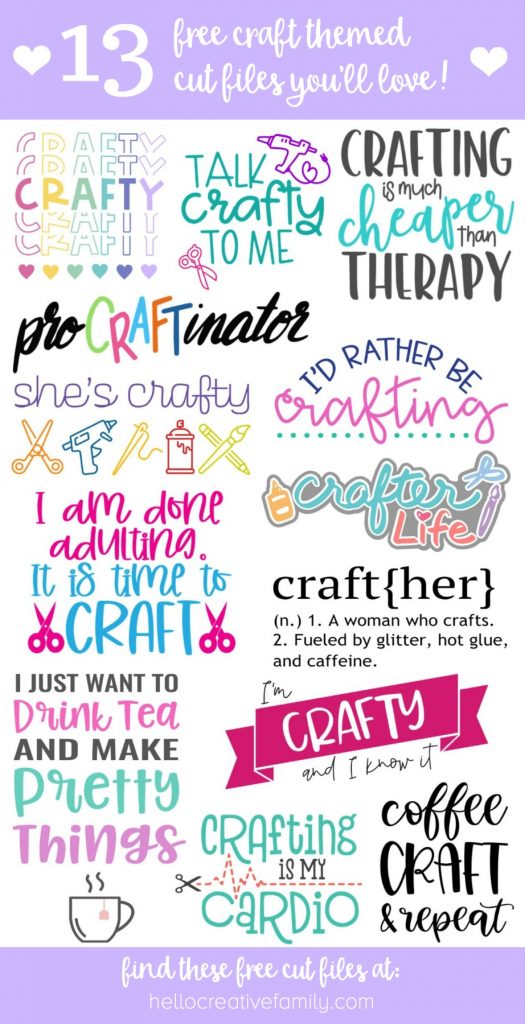 13 free craft themed
cut files you'll love!
CRAFTY
CRAFTY
CRAFTY
CRAFTY
CRAFTY
TALK
crafty
TO ME
CRAFTING
is much
cheaper than
THERAPY
proCRAFTinator
she's crafty
I'D RATHER BE
crafting
Crafter
Life
I am done
adulting.
It is time to
CRAFT
craft{her}
(n.) 1. A woman who crafts.
2. Fueled by glitter, hot glue,
and caffeine.
I JUST WANT TO
Drink Tea
AND MAKE
Pretty
Things
I'm
CRAFTY
and I know it
CRAFTING
IS MY
CARDIO
coffee
CRAFT
& repeat
find these free cut files at:
hellocreativefamily.com